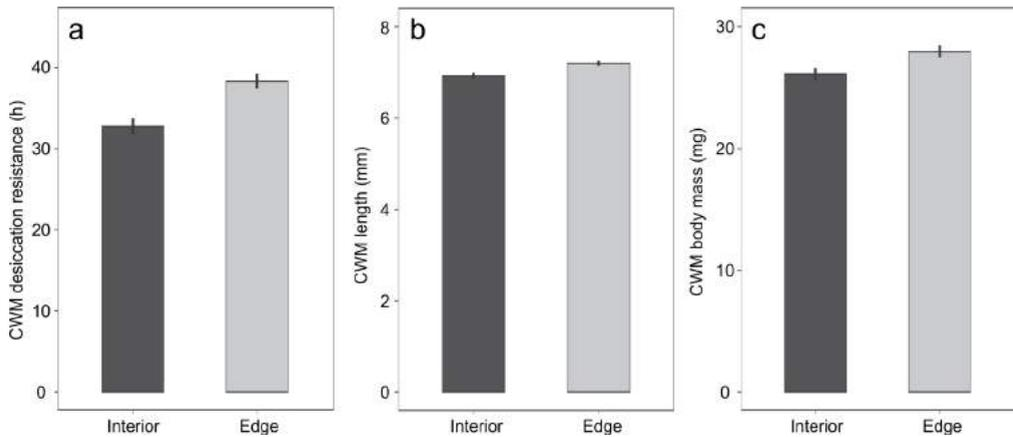 a
CWM desiccation resistance (h)
40
30
20
10
0
Interior Edge
b
CWM length (mm)
8
6
4
2
0
Interior Edge
c
CWM body mass (mg)
30
20
10
0
Interior Edge